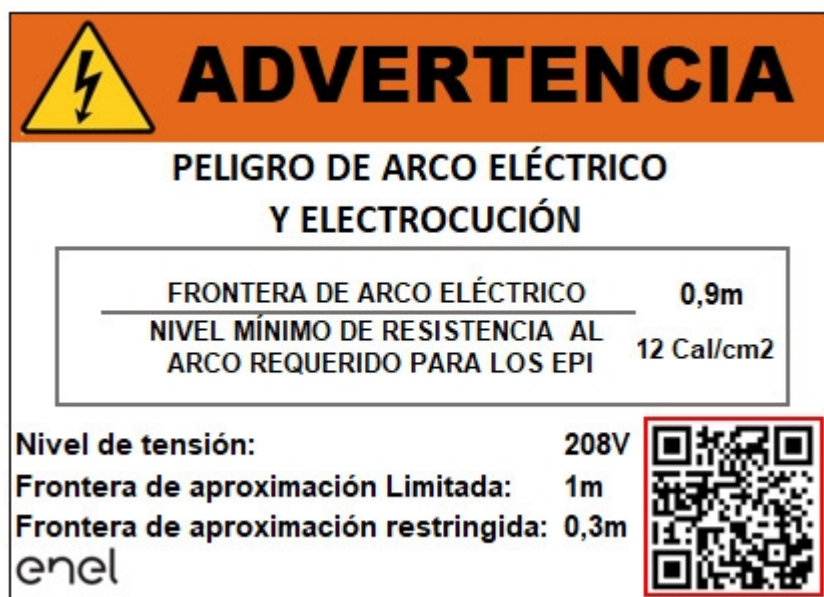 ADVERTENCIA
PELIGRO DE ARCO ELÉCTRICO
Y ELECTROCUCIÓN
FRONTERA DE ARCO ELÉCTRICO 0,9m
NIVEL MÍNIMO DE RESISTENCIA AL
ARCO REQUERIDO PARA LOS EPI 12 Cal/cm2
Nivel de tensión: 208V
Frontera de aproximación Limitada: 1m
Frontera de aproximación restringida: 0,3m
enel